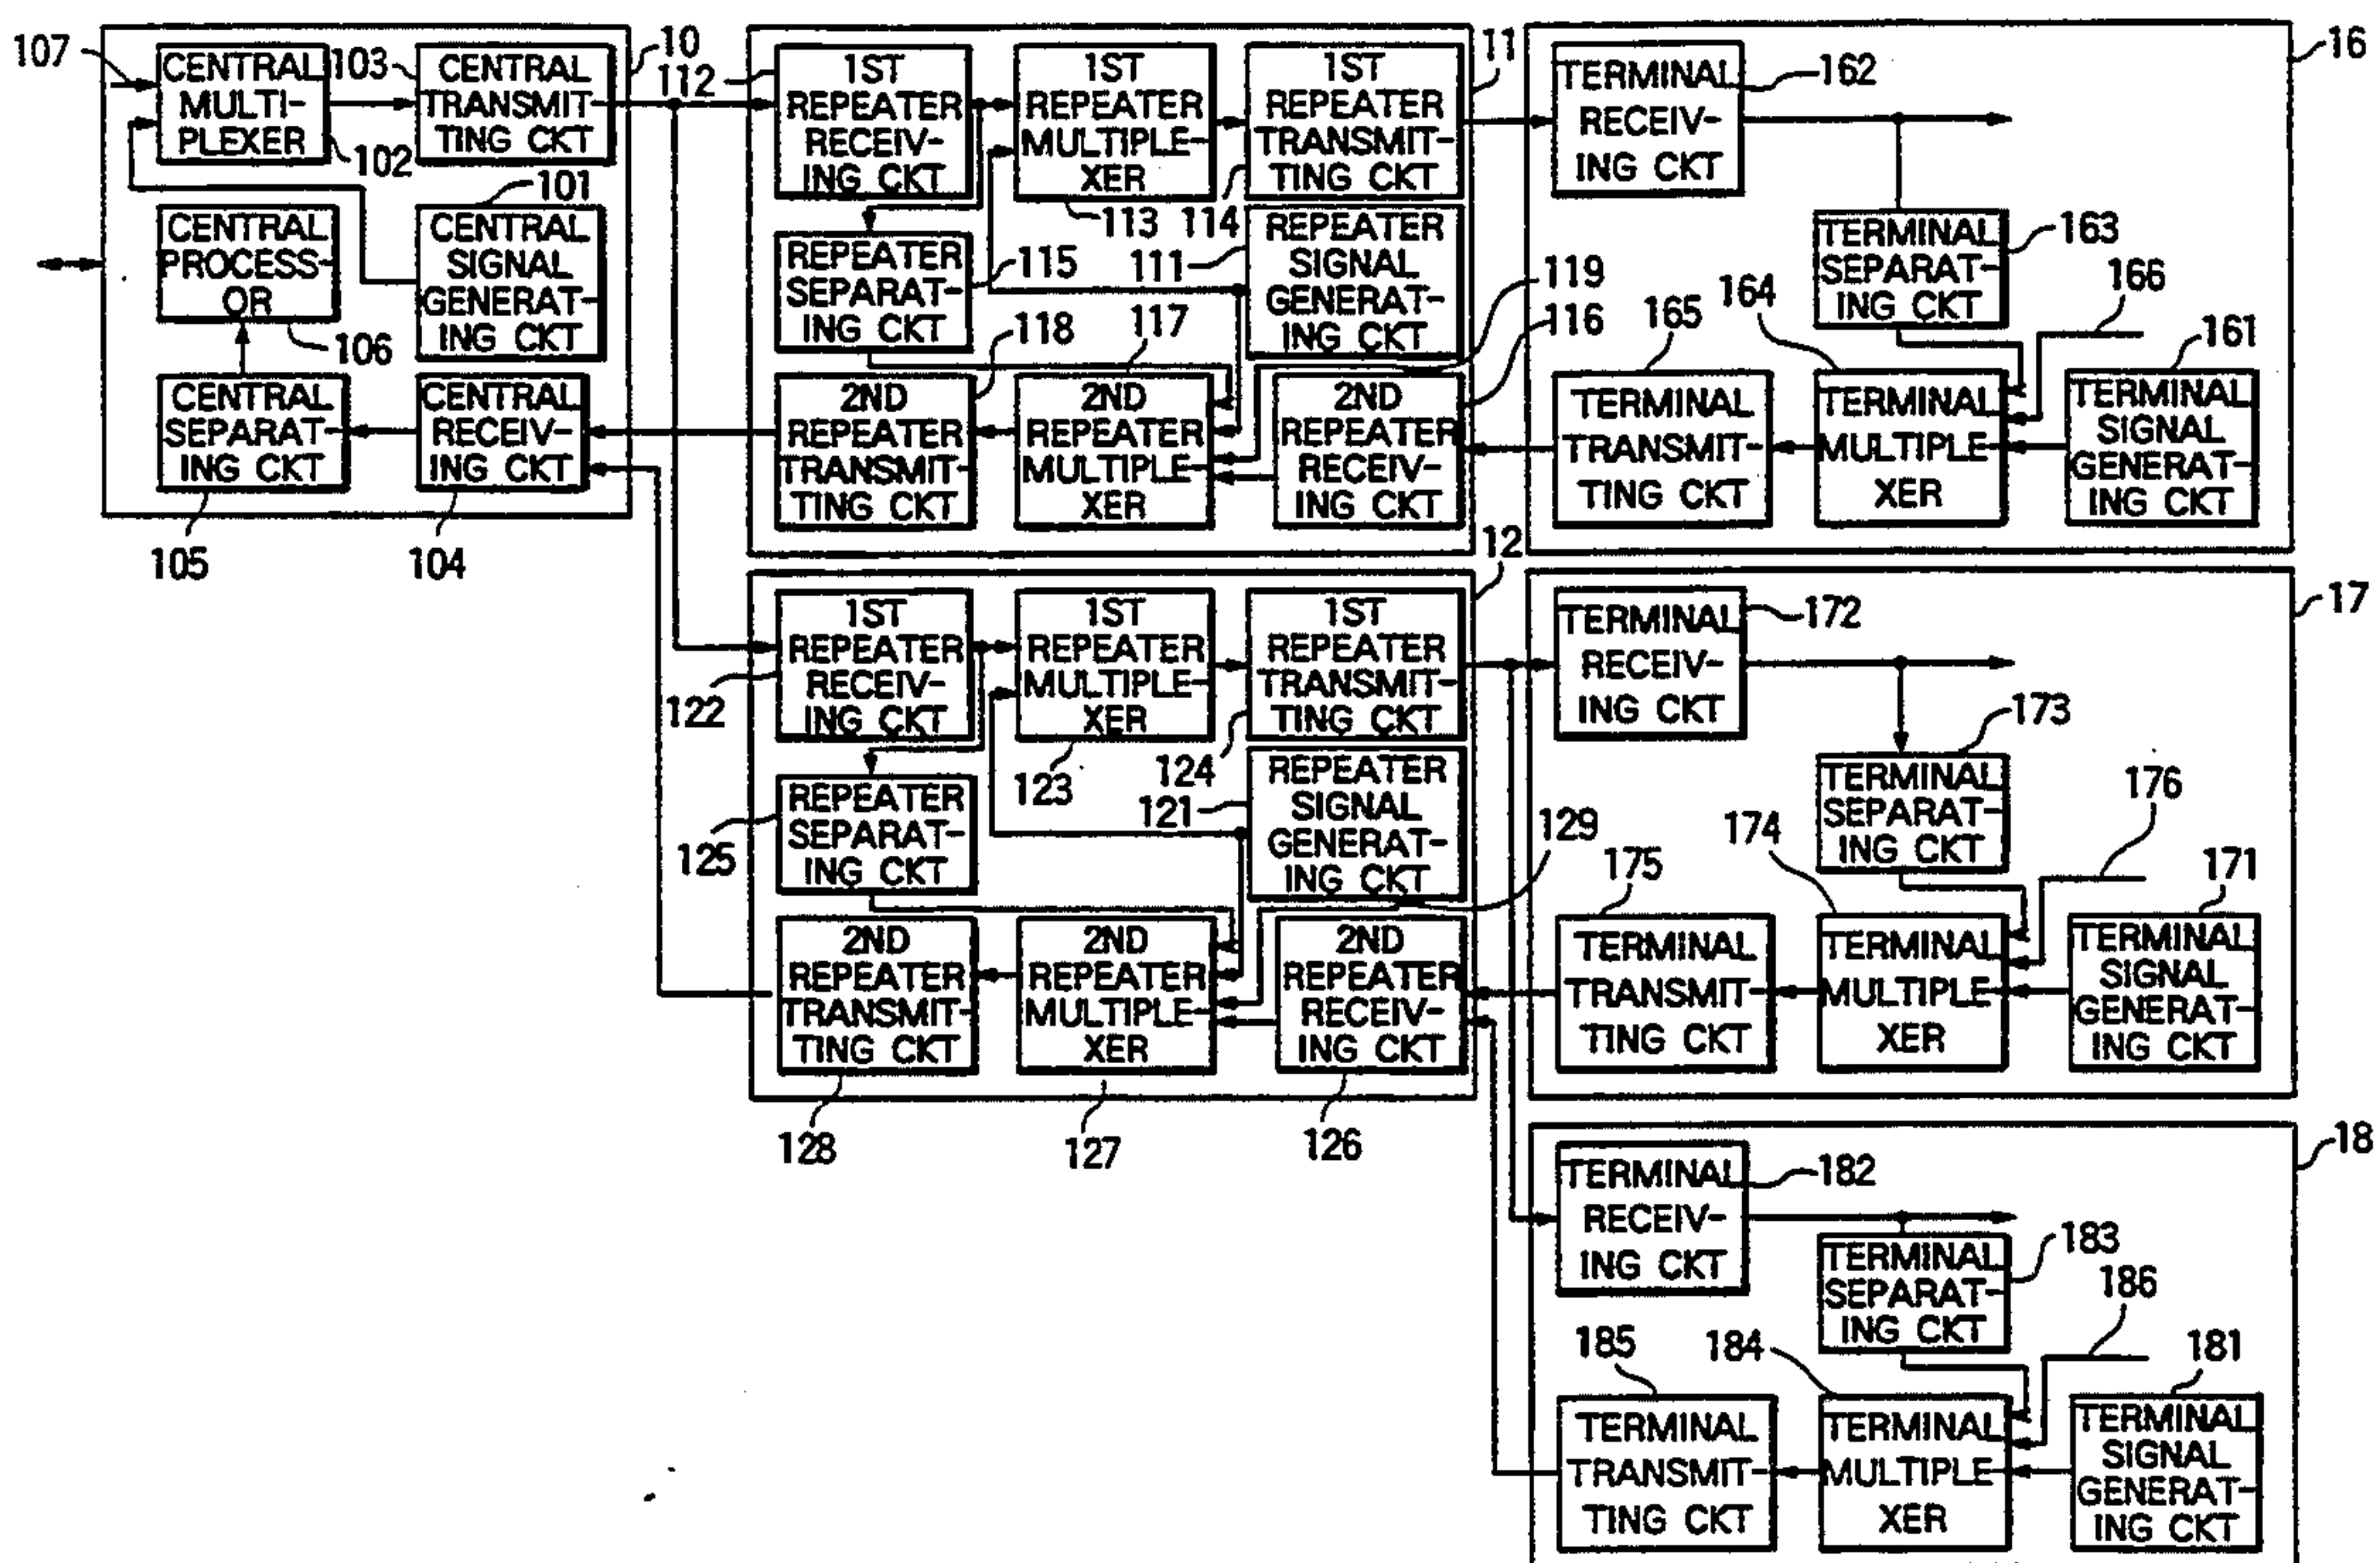 107
CENTRAL
MULTI-
PLEXER
102
103
CENTRAL
TRANSMIT-
TING CKT
10
101
CENTRAL
PROCESS-
OR
106
CENTRAL
SIGNAL
GENERAT-
ING CKT
CENTRAL
SEPARAT-
ING CKT
105
CENTRAL
RECEIV-
ING CKT
104
112
1ST
REPEATER
RECEIV-
ING CKT
1ST
REPEATER
MULTIPLE-
XER
113
1ST
REPEATER
TRANSMIT-
TING CKT
114
11
REPEATER
SEPARAT-
ING CKT
115
111
REPEATER
SIGNAL
GENERAT-
ING CKT
119
116
118
117
2ND
REPEATER
TRANSMIT-
TING CKT
2ND
REPEATER
MULTIPLE-
XER
2ND
REPEATER
RECEIV-
ING CKT
16
TERMINAL
RECEIV-
ING CKT
162
TERMINAL
SEPARAT-
ING CKT
163
166
165
164
161
TERMINAL
TRANSMIT-
TING CKT
TERMINAL
MULTIPLE-
XER
TERMINAL
SIGNAL
GENERAT-
ING CKT
12
1ST
REPEATER
RECEIV-
ING CKT
122
1ST
REPEATER
MULTIPLE-
XER
123
1ST
REPEATER
TRANSMIT-
TING CKT
124
REPEATER
SEPARAT-
ING CKT
125
121
REPEATER
SIGNAL
GENERAT-
ING CKT
129
2ND
REPEATER
TRANSMIT-
TING CKT
128
2ND
REPEATER
MULTIPLE-
XER
127
2ND
REPEATER
RECEIV-
ING CKT
126
17
TERMINAL
RECEIV-
ING CKT
172
173
TERMINAL
SEPARAT-
ING CKT
176
175
174
171
TERMINAL
TRANSMIT-
TING CKT
TERMINAL
MULTIPLE-
XER
TERMINAL
SIGNAL
GENERAT-
ING CKT
18
TERMINAL
RECEIV-
ING CKT
182
TERMINAL
SEPARAT-
ING CKT
183
186
185
184
181
TERMINAL
TRANSMIT-
TING CKT
TERMINAL
MULTIPLE-
XER
TERMINAL
SIGNAL
GENERAT-
ING CKT